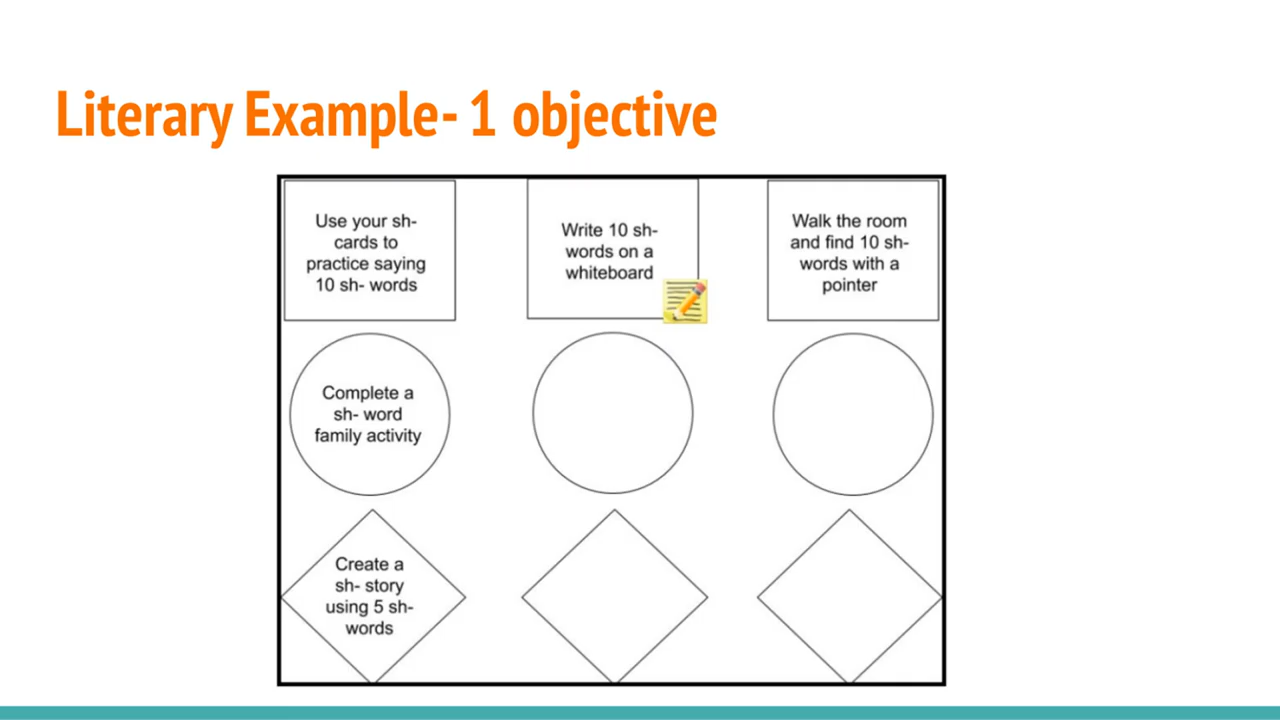 Literary Example- 1 objective
Use your sh-
cards to
practice saying
10 sh- words
Write 10 sh-
words on a
whiteboard
Walk the room
and find 10 sh-
words with a
pointer
Complete a
sh- word
family activity
Create a
sh- story
using 5 sh-
words